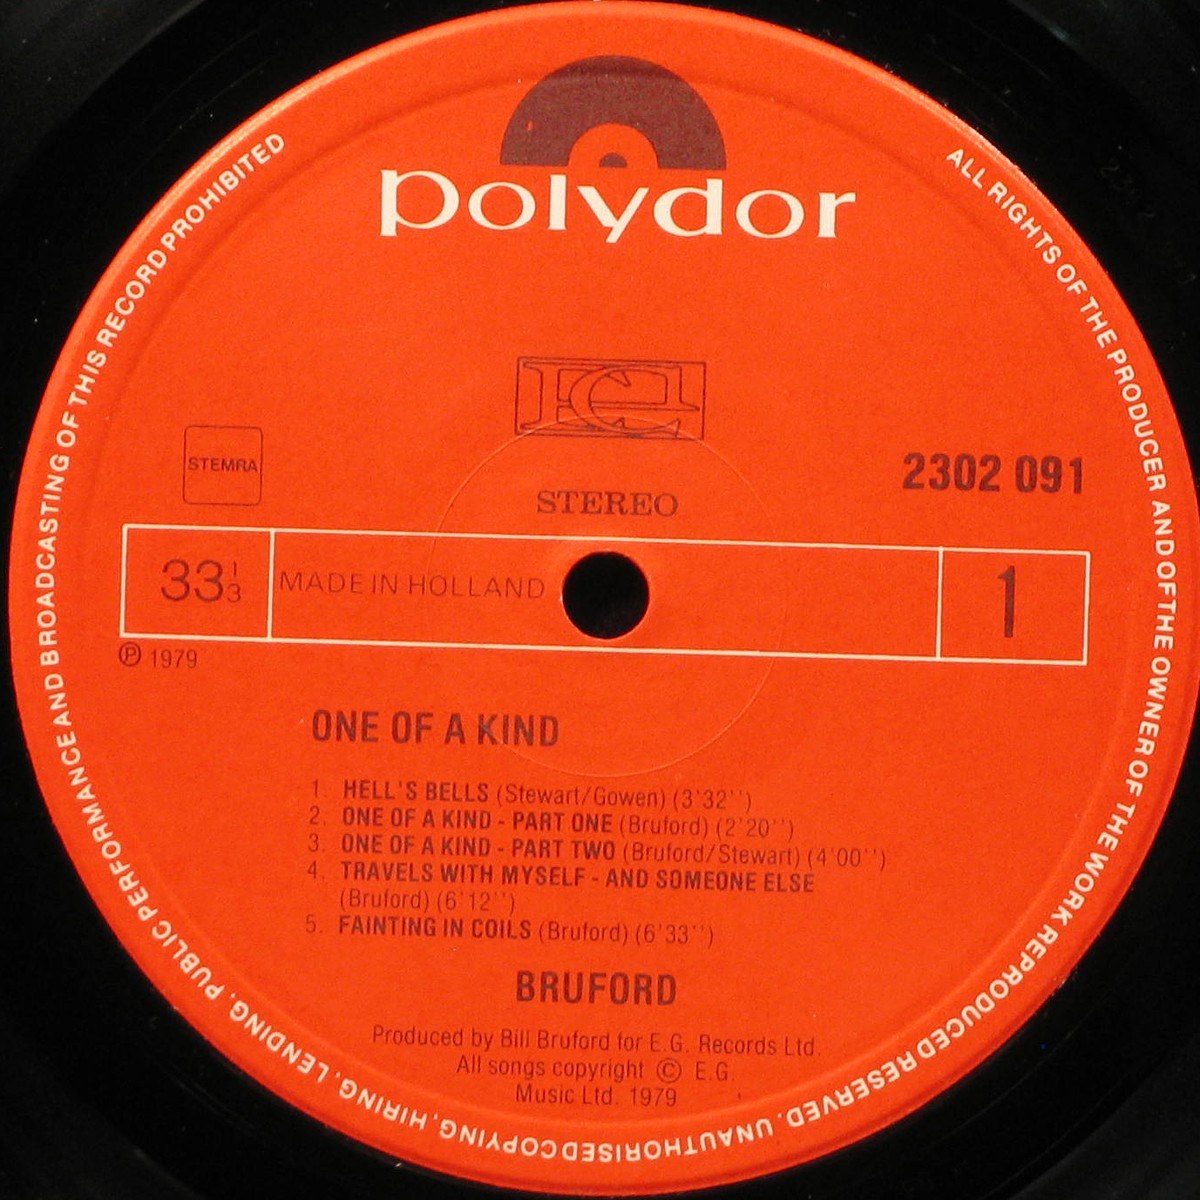 polydor
EG
STEMRA
STEREO
2302 091
33 1/3
MADE IN HOLLAND
1
℗ 1979
ONE OF A KIND
1. HELL'S BELLS (Stewart/Gowen) (3'32'')
2. ONE OF A KIND - PART ONE (Bruford) (2'20'')
3. ONE OF A KIND - PART TWO (Bruford/Stewart) (4'00'')
4. TRAVELS WITH MYSELF - AND SOMEONE ELSE
(Bruford) (6'12'')
5. FAINTING IN COILS (Bruford) (6'33'')
BRUFORD
Produced by Bill Bruford for E.G. Records Ltd.
All songs copyright © E.G.
Music Ltd. 1979
ALL RIGHTS OF THE PRODUCER AND OF THE OWNER OF THE WORK REPRODUCED RESERVED. UNAUTHORISED COPYING, HIRING, LENDING, PUBLIC PERFORMANCE AND BROADCASTING OF THIS RECORD PROHIBITED